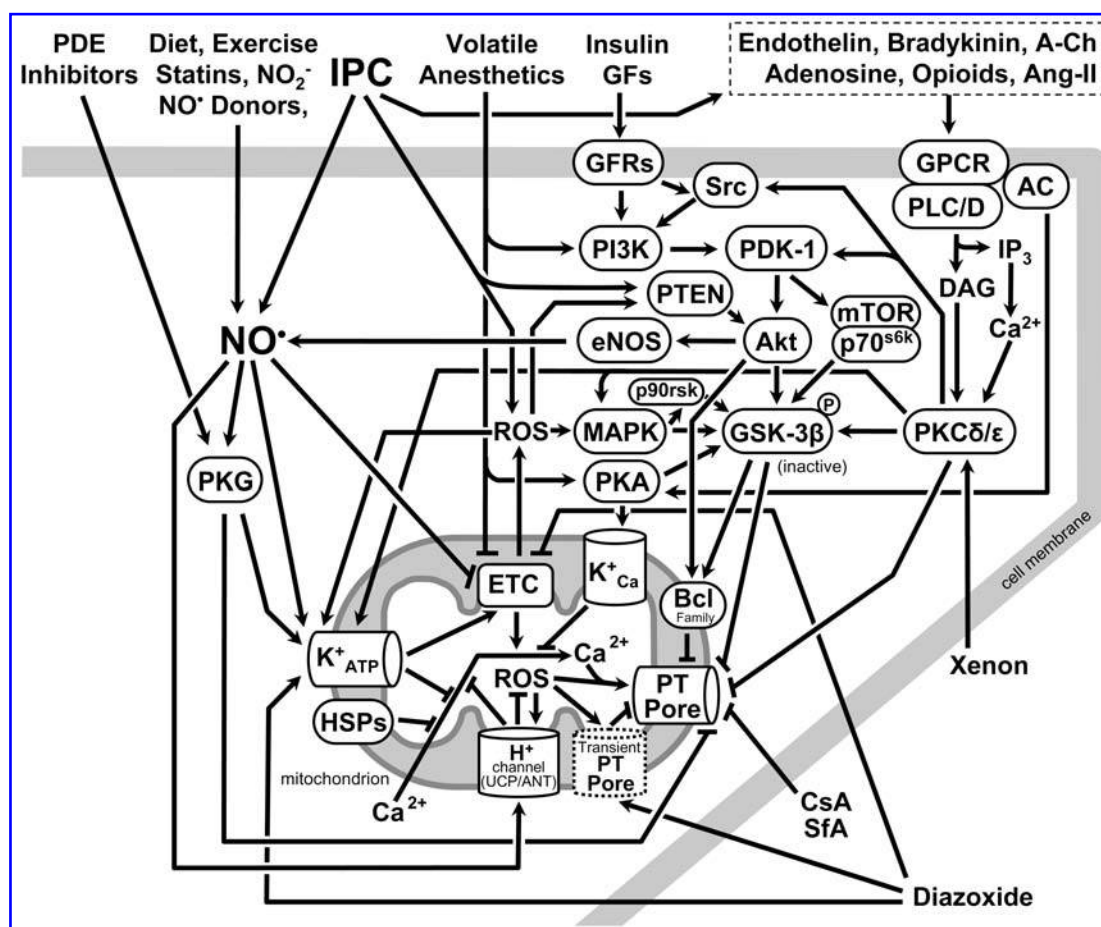 PDE
Inhibitors
Diet, Exercise
Statins, NO₂⁻
NO• Donors,
IPC
Volatile
Anesthetics
Insulin
GFs
Endothelin, Bradykinin, A-Ch
Adenosine, Opioids, Ang-II
GFRs
Src
GPCR
AC
PLC/D
PI3K
PDK-1
IP₃
DAG
PTEN
mTOR
p70ˢ⁶ᵏ
Ca²⁺
NO•
eNOS
Akt
p90rsk
P
ROS
MAPK
GSK-3β
PKCδ/ε
(inactive)
PKG
PKA
cell membrane
ETC
K⁺Ca
Bcl
Family
K⁺ATP
Ca²⁺
ROS
PT
Pore
Xenon
HSPs
H⁺
channel
(UCP/ANT)
Transient
PT
Pore
mitochondrion
Ca²⁺
CsA
SfA
Diazoxide